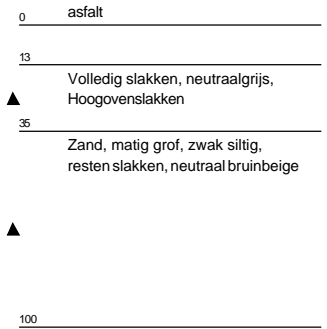 0 asfalt
13
Volledig slakken, neutraalgrijs,
Hoogovenslakken
35
Zand, matig grof, zwak siltig,
resten slakken, neutraal bruinbeige
100